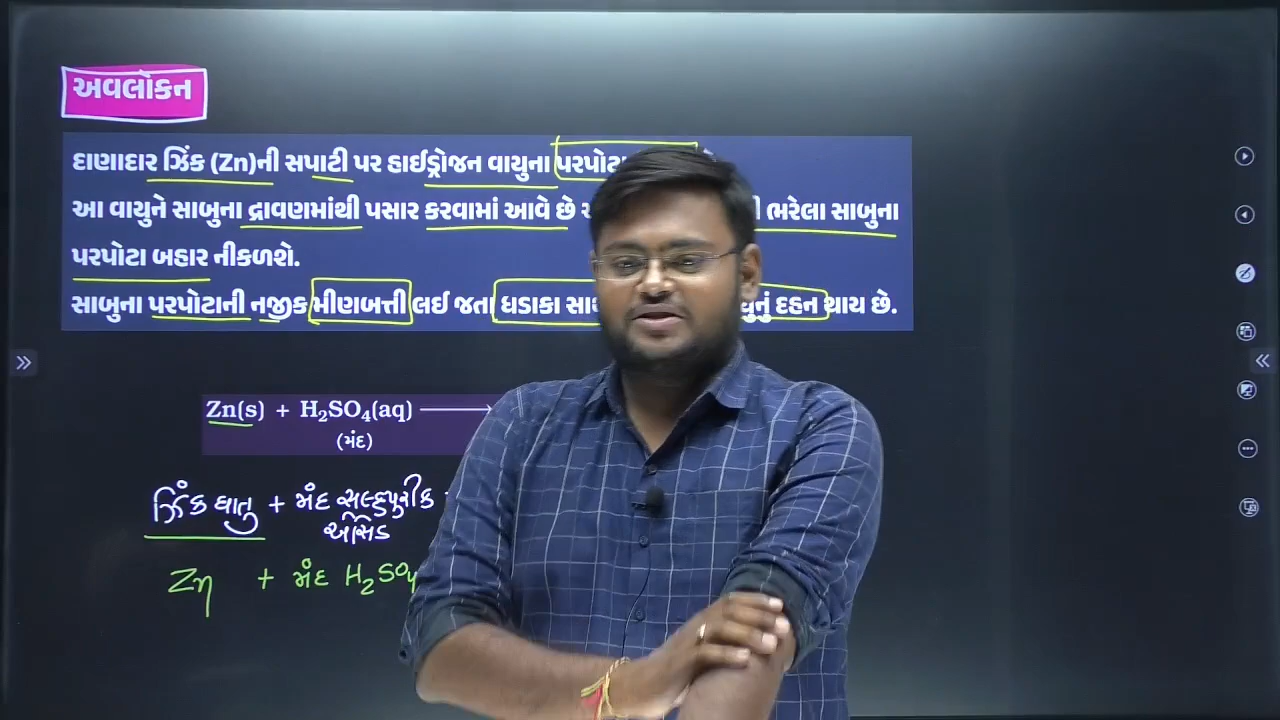 અવલોકન
દાણાદાર ઝિંક (Zn)ની સપાટી પર હાઈડ્રોજન વાયુના
આ વાયુને સાબુના દ્રાવણમાંથી પસાર કરવામાં આવે છે ભરેલા સાબુના
પરપોટા બહાર નીકળશે.
સાબુના પરપોટાની નજીક મીણબત્તી લઈ જતા ધડાકા દહન થાય છે.
Zn(s) + H₂SO₄(aq) ⟶
(મંદ)
ઝિંક ધાતુ + મંદ સલ્ફ્યુરીક
એસિડ
Zn + મંદ H₂SO₄